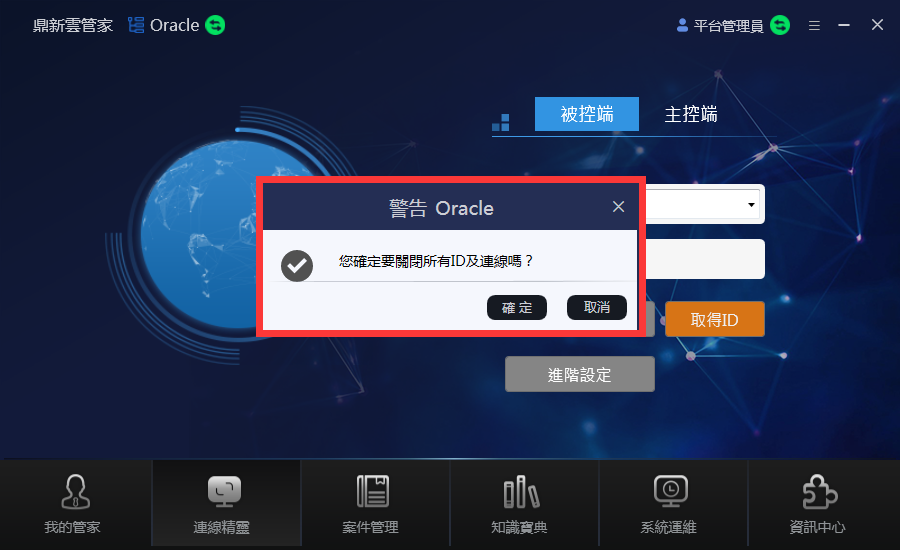 鼎新雲管家 Oracle 平台管理員
被控端 主控端
警告 Oracle
您確定要關閉所有ID及連線嗎？
確 定 取消
取得ID
進階設定
我的管家 連線精靈 案件管理 知識寶典 系統運維 資訊中心